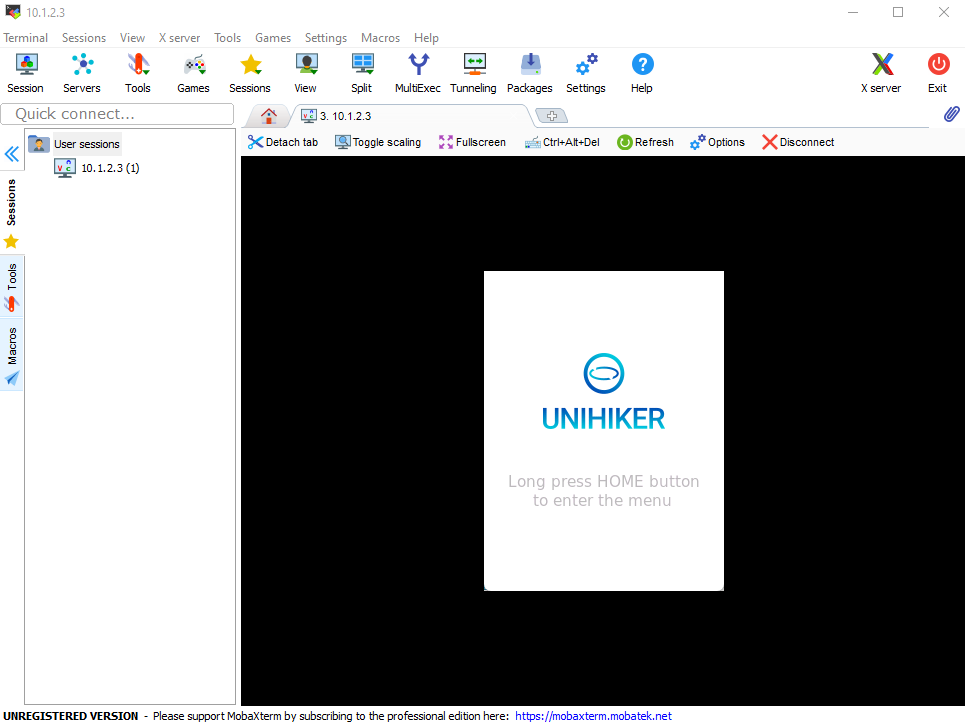 10.1.2.3
Terminal Sessions View X server Tools Games Settings Macros Help
Session Servers Tools Games Sessions View Split MultiExec Tunneling Packages Settings Help X server Exit
Quick connect...
3. 10.1.2.3
Detach tab Toggle scaling Fullscreen Ctrl+Alt+Del Refresh Options Disconnect
User sessions
10.1.2.3 (1)
Sessions
Tools
Macros
UNIHIKER
Long press HOME button
to enter the menu
UNREGISTERED VERSION - Please support MobaXterm by subscribing to the professional edition here: https://mobaxterm.mobatek.net